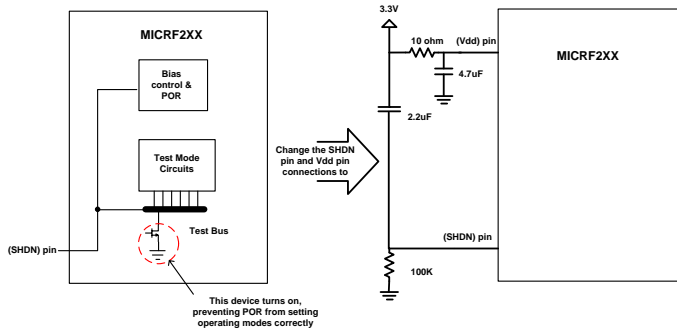 MICRF2XX
Bias
control &
POR
Test Mode
Circuits
Test Bus
(SHDN) pin
This device turns on,
preventing POR from setting
operating modes correctly
Change the SHDN
pin and Vdd pin
connections to
3.3V
10 ohm
(Vdd) pin
4.7uF
2.2uF
MICRF2XX
(SHDN) pin
100K